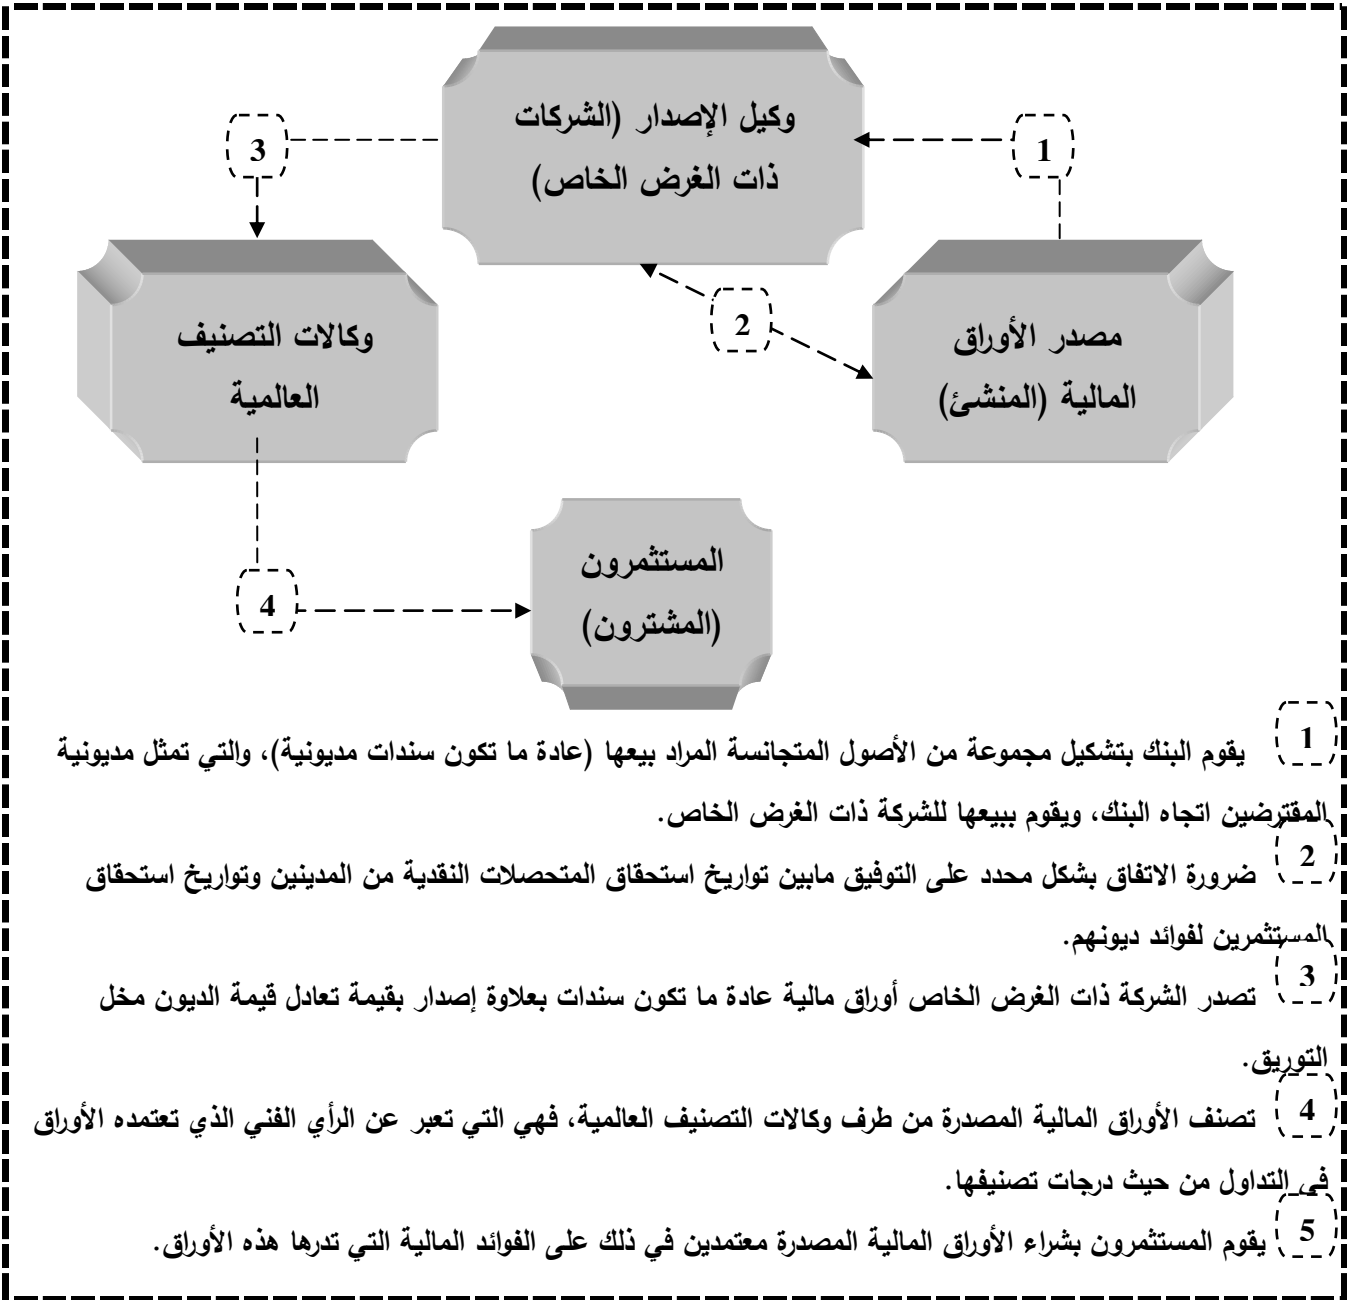 وكيل الإصدار (الشركات
ذات الغرض الخاص)
1
3
2
مصدر الأوراق
المالية (المنشئ)
وكالات التصنيف
العالمية
المستثمرون
(المشترون)
4
1 يقوم البنك بتشكيل مجموعة من الأصول المتجانسة المراد بيعها (عادة ما تكون سندات مديونية)، والتي تمثل مديونية
المقترضين اتجاه البنك، ويقوم ببيعها للشركة ذات الغرض الخاص.
2 ضرورة الاتفاق بشكل محدد على التوفيق مابين تواريخ استحقاق المتحصلات النقدية من المدينين وتواريخ استحقاق
المستثمرين لفوائد ديونهم.
3 تصدر الشركة ذات الغرض الخاص أوراق مالية عادة ما تكون سندات بعلاوة إصدار بقيمة تعادل قيمة الديون مخل
التوريق.
4 تصنف الأوراق المالية المصدرة من طرف وكالات التصنيف العالمية، فهي التي تعبر عن الرأي الفني الذي تعتمده الأوراق
في التداول من حيث درجات تصنيفها.
5 يقوم المستثمرون بشراء الأوراق المالية المصدرة معتمدين في ذلك على الفوائد المالية التي تدرها هذه الأوراق.